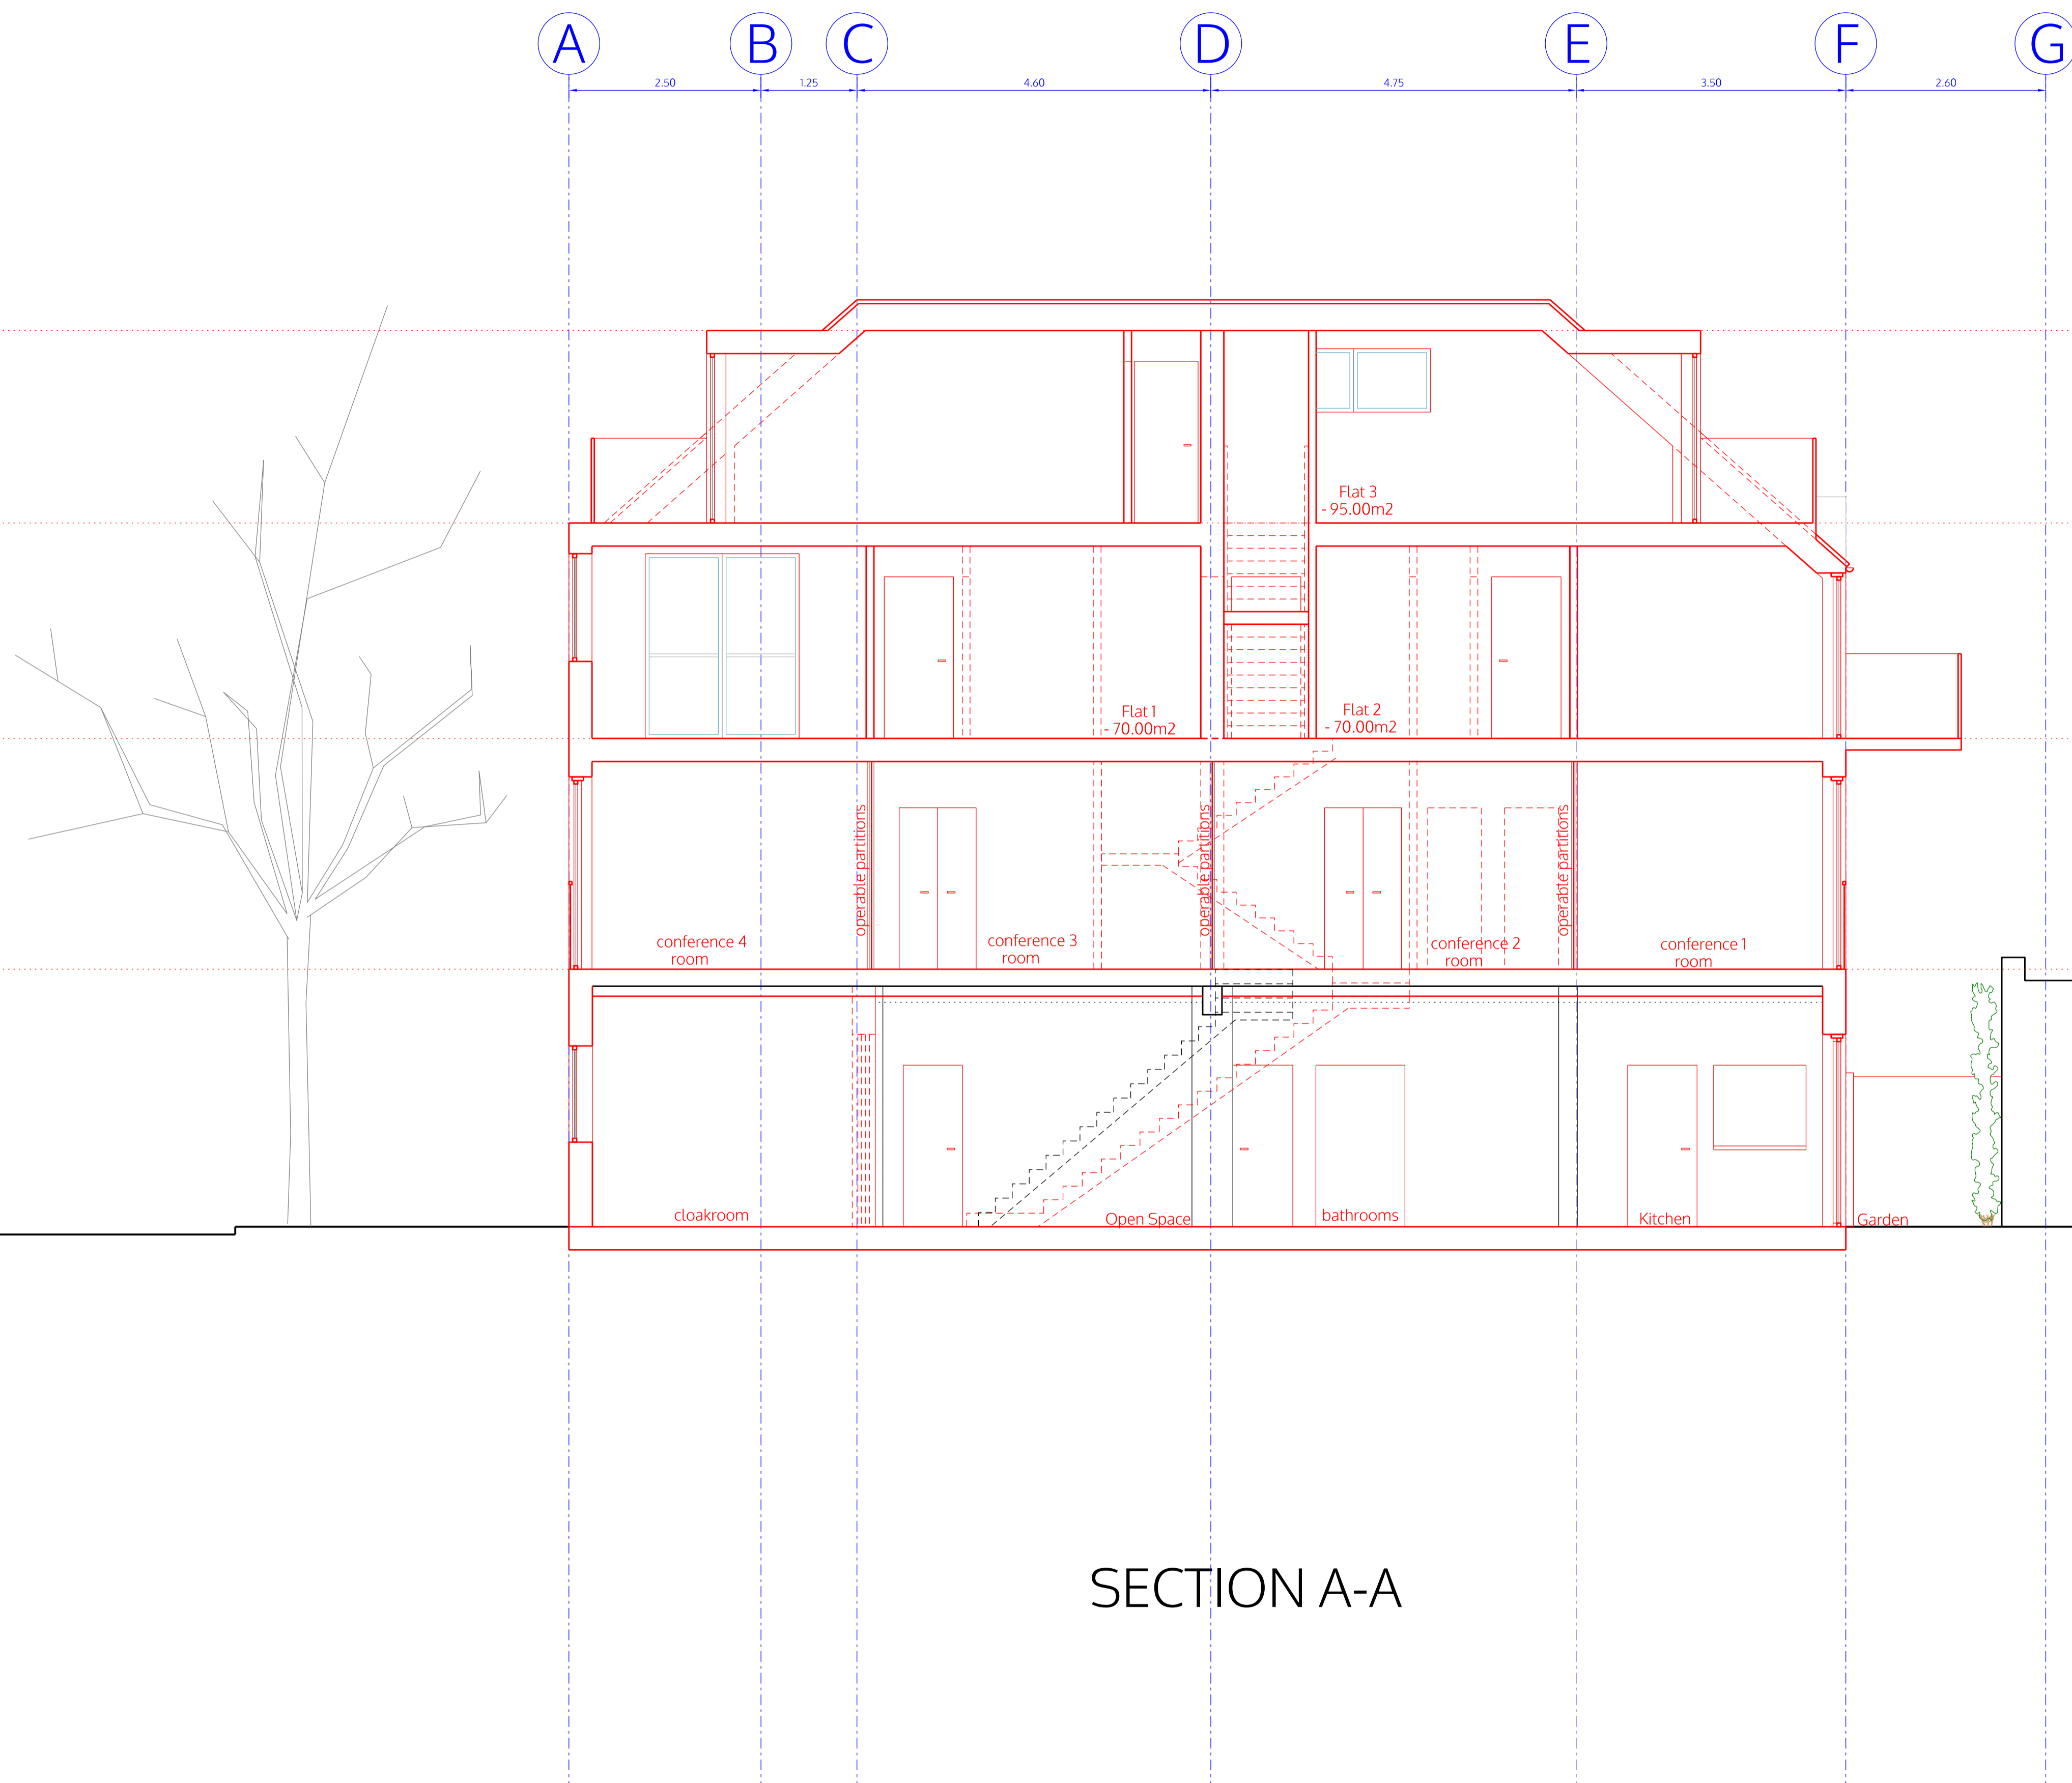 A B C D E F G
2.50 1.25 4.60 4.75 3.50 2.60
Flat 3
- 95.00m2
Flat 1
- 70.00m2
Flat 2
- 70.00m2
operable partitions
operable partitions
operable partitions
conference 4
room
conference 3
room
conference 2
room
conference 1
room
cloakroom
Open Space
bathrooms
Kitchen
Garden
SECTION A-A